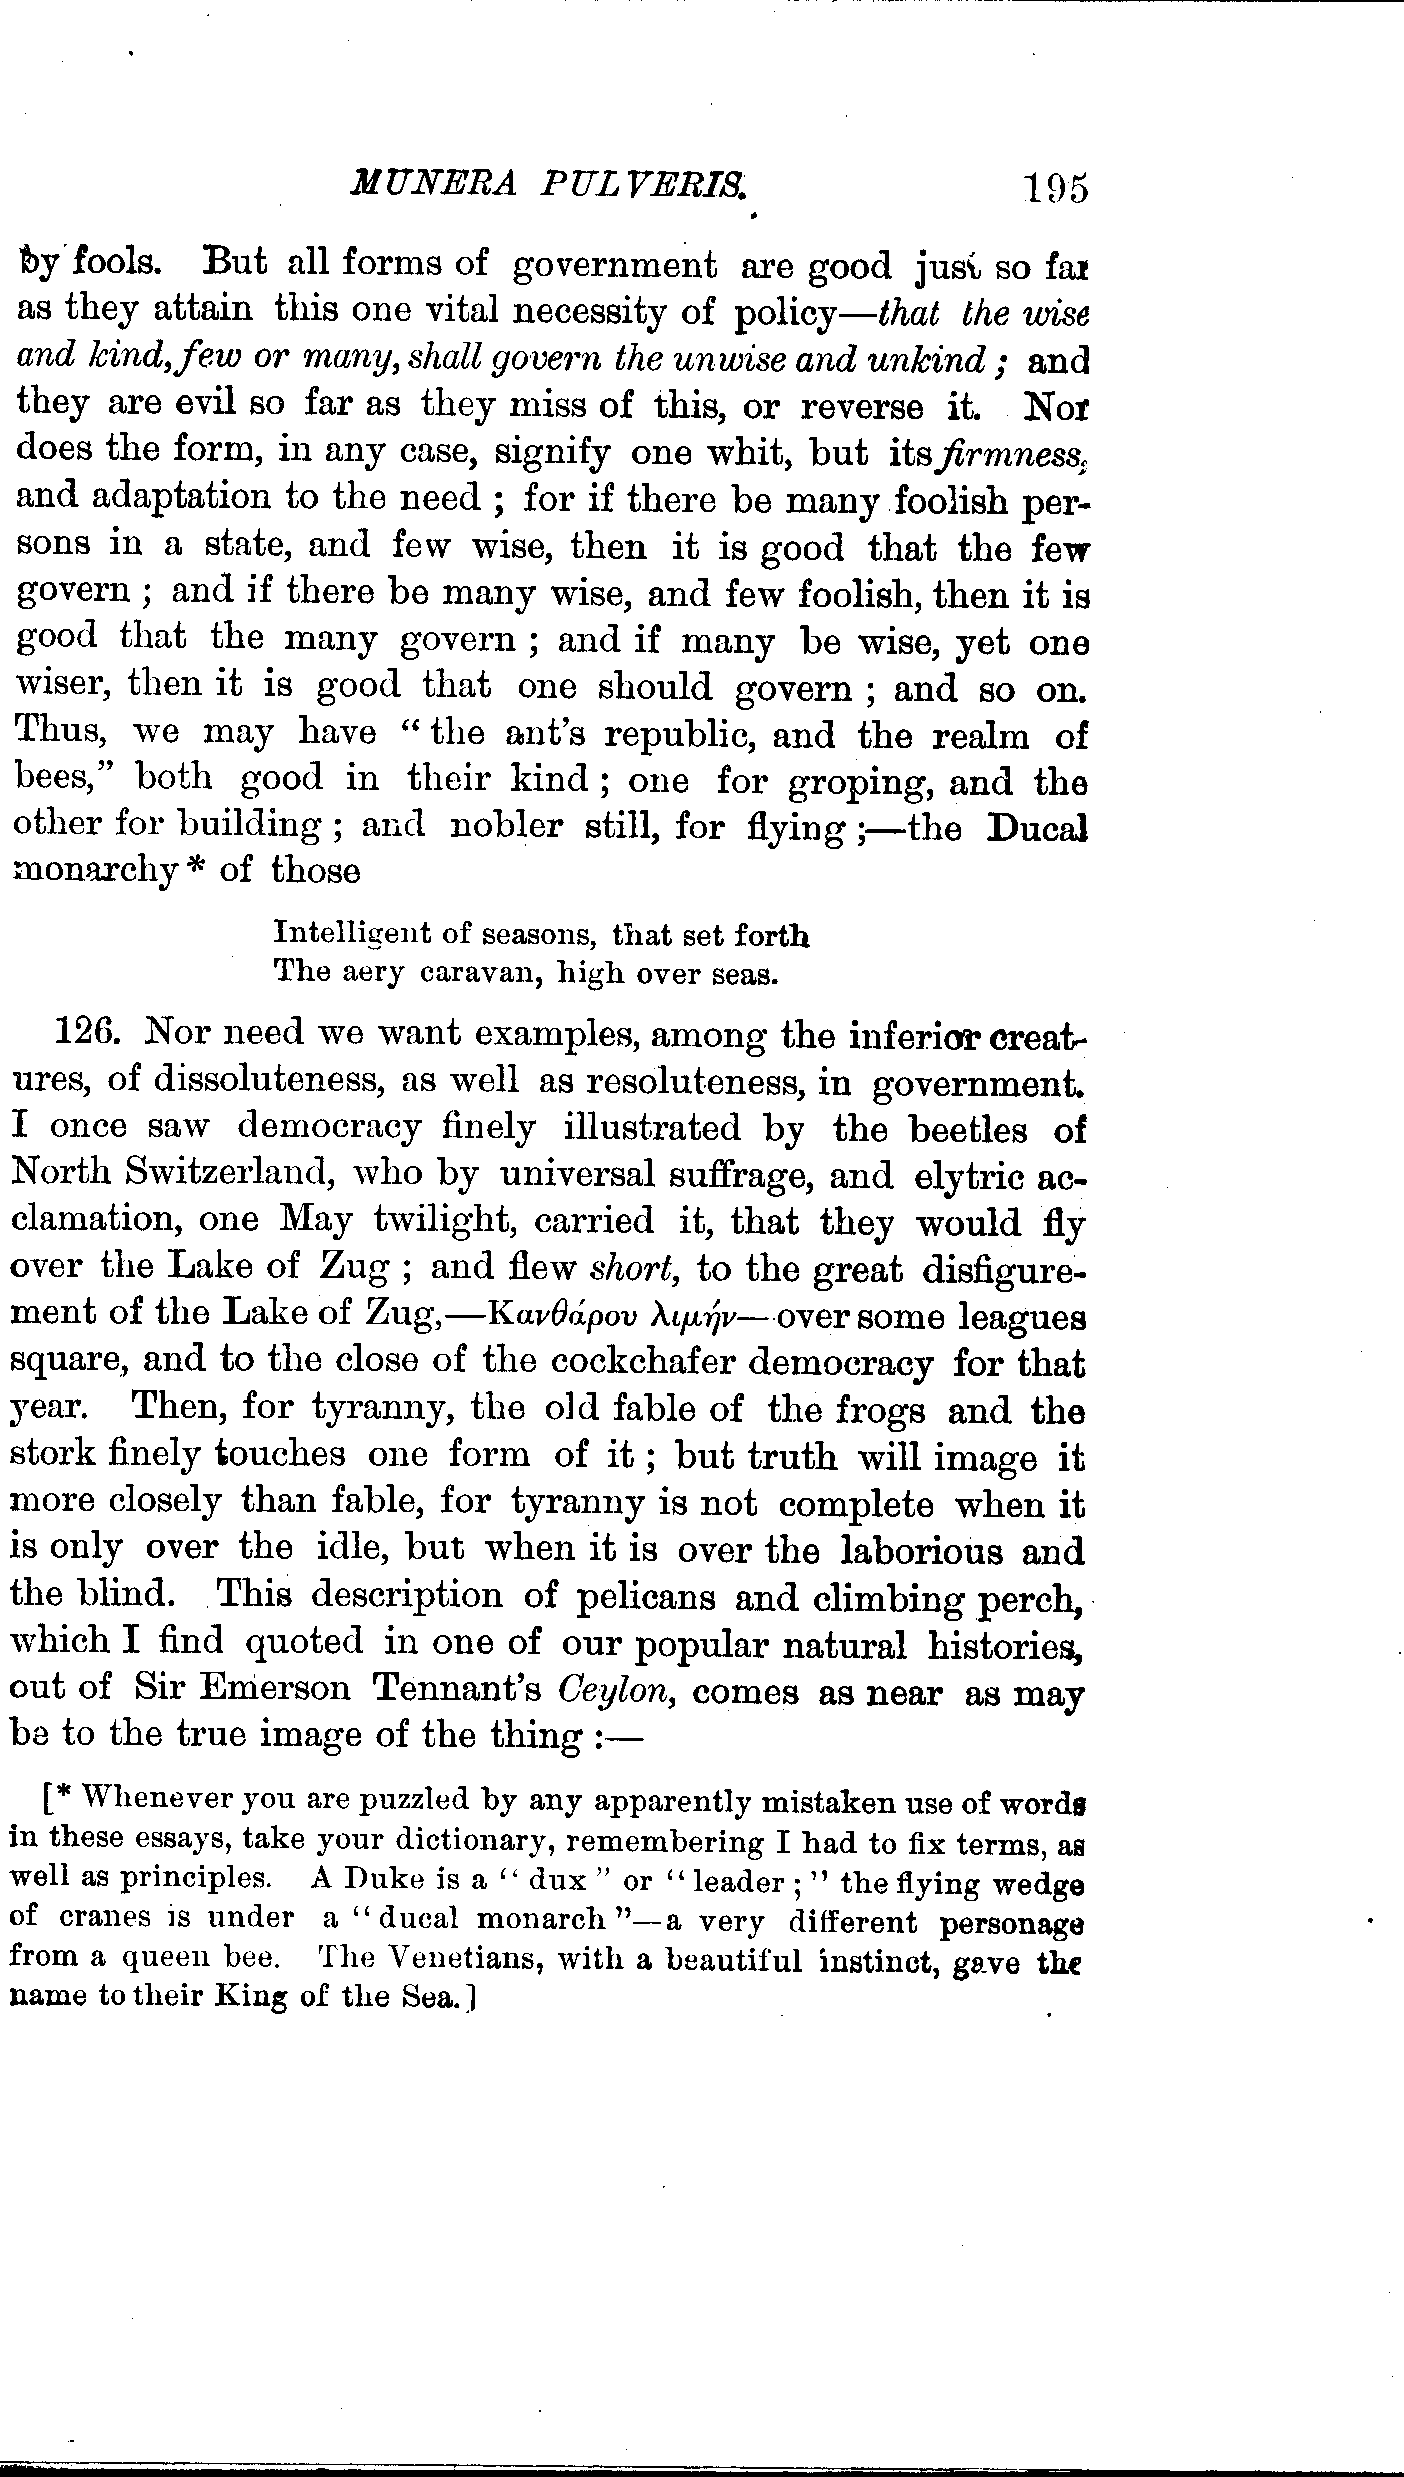 MUNERA PULVERIS. 195
by fools. But all forms of government are good just so far
as they attain this one vital necessity of policy—that the wise
and kind, few or many, shall govern the unwise and unkind ; and
they are evil so far as they miss of this, or reverse it. Nor
does the form, in any case, signify one whit, but its firmness,
and adaptation to the need ; for if there be many foolish per-
sons in a state, and few wise, then it is good that the few
govern ; and if there be many wise, and few foolish, then it is
good that the many govern ; and if many be wise, yet one
wiser, then it is good that one should govern ; and so on.
Thus, we may have “ the ant’s republic, and the realm of
bees,” both good in their kind ; one for groping, and the
other for building ; and nobler still, for flying ;—the Ducal
monarchy * of those
Intelligent of seasons, that set forth
The aery caravan, high over seas.
126. Nor need we want examples, among the inferior creat-
ures, of dissoluteness, as well as resoluteness, in government.
I once saw democracy finely illustrated by the beetles of
North Switzerland, who by universal suffrage, and elytric ac-
clamation, one May twilight, carried it, that they would fly
over the Lake of Zug ; and flew short, to the great disfigure-
ment of the Lake of Zug,—Κανθάρου λιμήν—over some leagues
square, and to the close of the cockchafer democracy for that
year. Then, for tyranny, the old fable of the frogs and the
stork finely touches one form of it ; but truth will image it
more closely than fable, for tyranny is not complete when it
is only over the idle, but when it is over the laborious and
the blind. This description of pelicans and climbing perch,
which I find quoted in one of our popular natural histories,
out of Sir Emerson Tennant’s Ceylon, comes as near as may
be to the true image of the thing :—
[* Whenever you are puzzled by any apparently mistaken use of words
in these essays, take your dictionary, remembering I had to fix terms, as
well as principles. A Duke is a “ dux ” or “ leader ; ” the flying wedge
of cranes is under a “ ducal monarch ”—a very different personage
from a queen bee. The Venetians, with a beautiful instinct, gave the
name to their King of the Sea.]